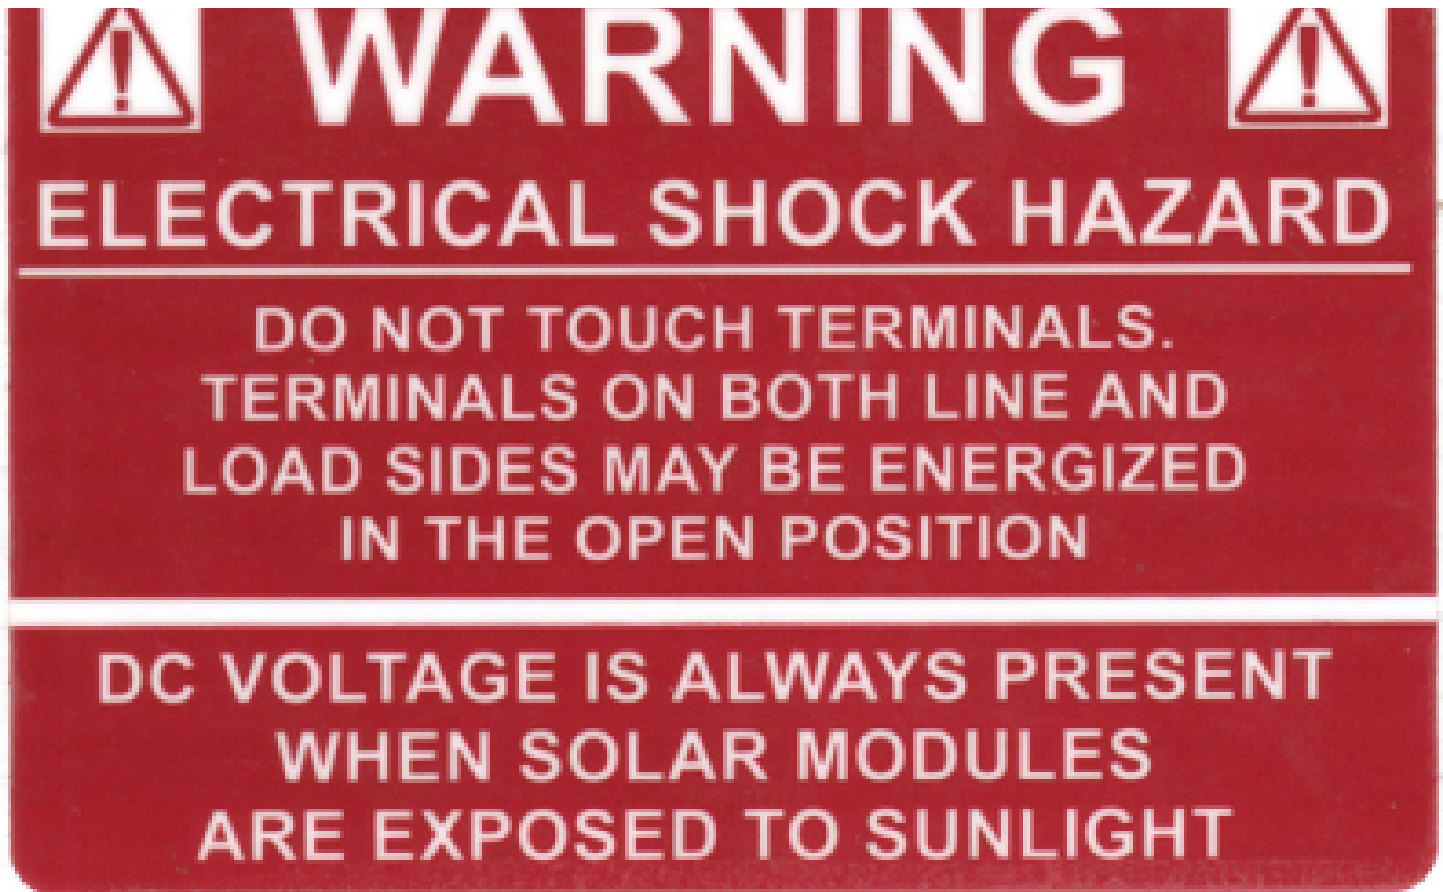 WARNING
ELECTRICAL SHOCK HAZARD
DO NOT TOUCH TERMINALS.
TERMINALS ON BOTH LINE AND
LOAD SIDES MAY BE ENERGIZED
IN THE OPEN POSITION
DC VOLTAGE IS ALWAYS PRESENT
WHEN SOLAR MODULES
ARE EXPOSED TO SUNLIGHT